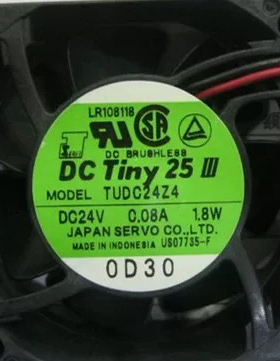 LR108118
DC BRUSHLESS
DC Tiny 25 III
MODEL TUDC24Z4
DC24V 0.08A 1.8W
JAPAN SERVO CO.,LTD.
MADE IN INDONESIA US07735-F
0D30